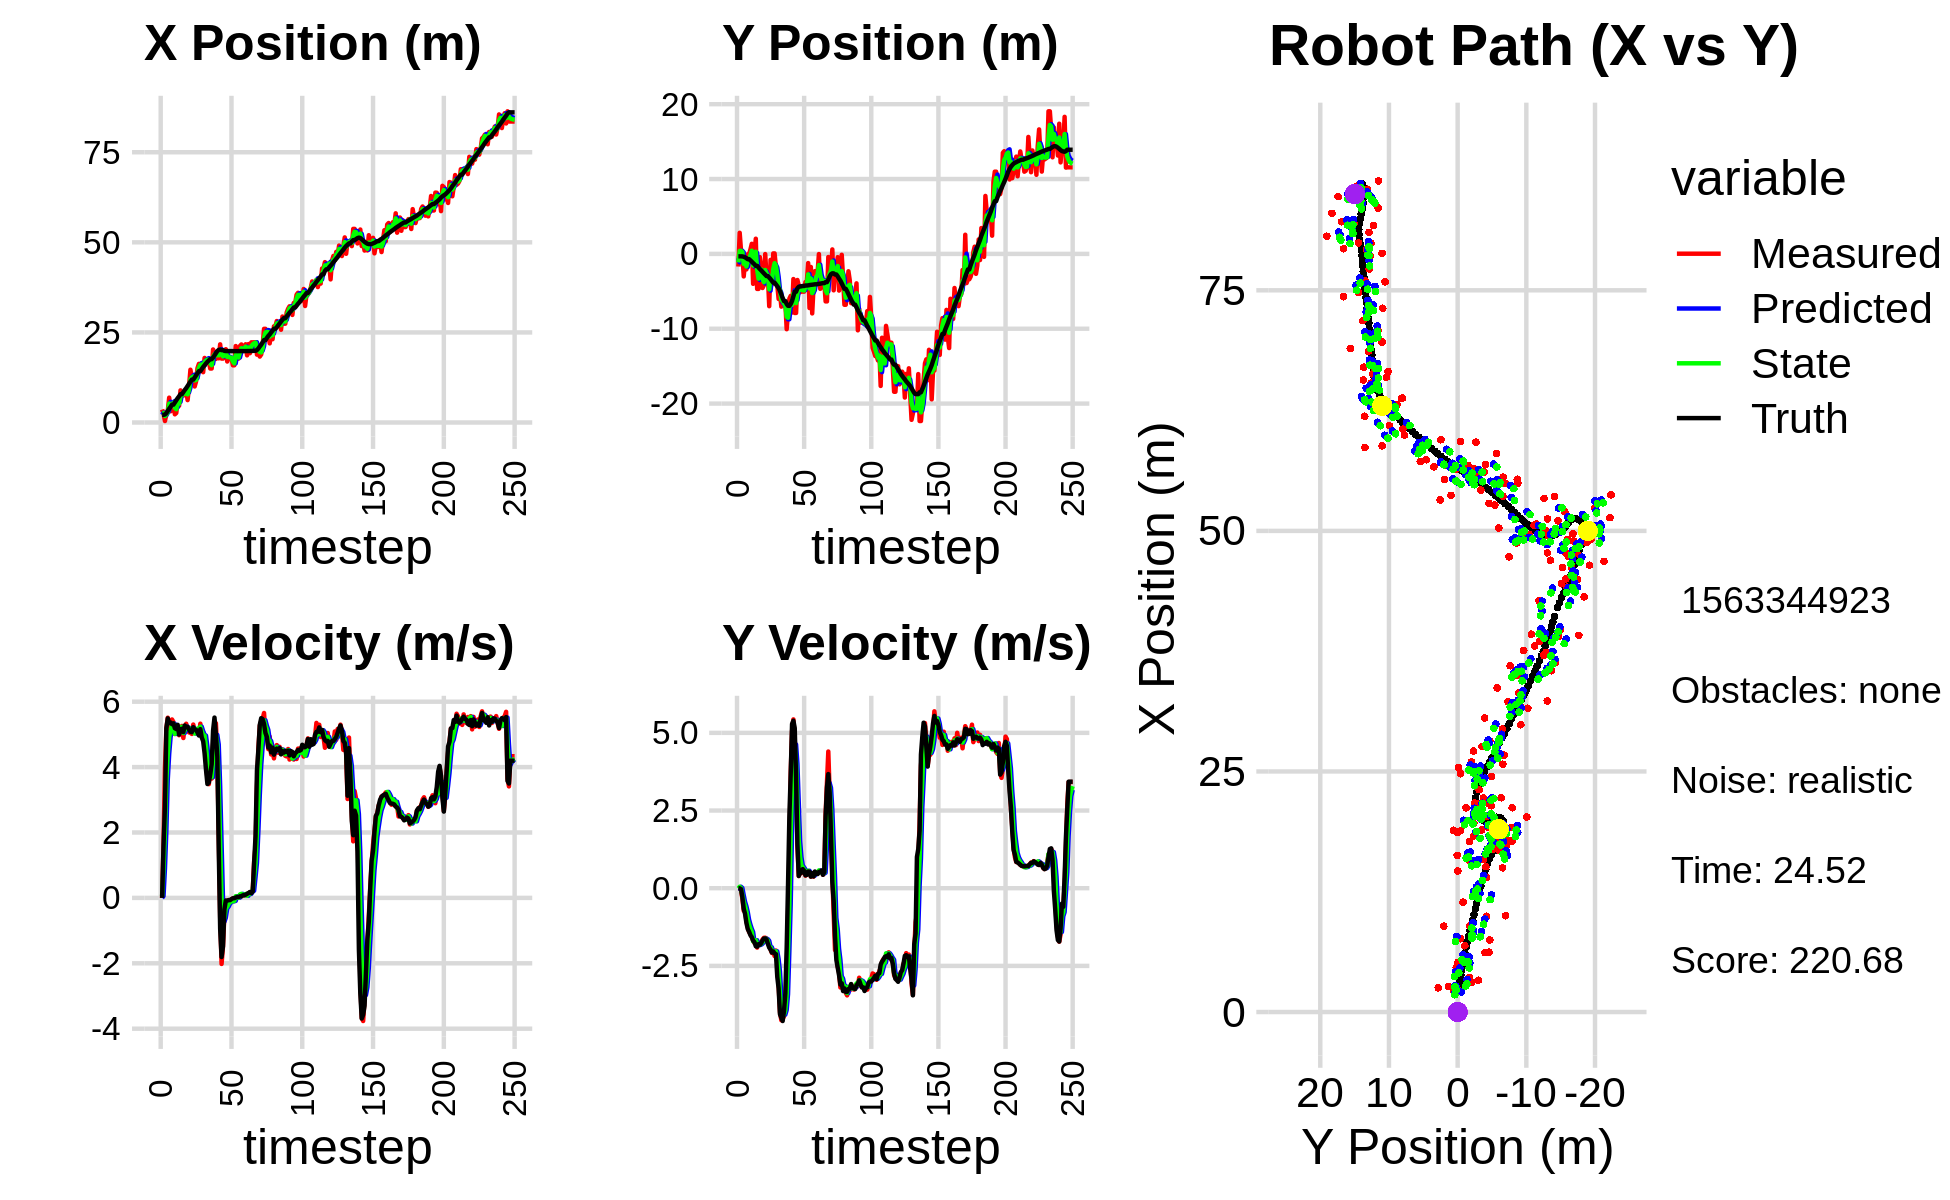 X Position (m)
75
50
25
0
0 50 100 150 200 250
timestep
Y Position (m)
20
10
0
-10
-20
0 50 100 150 200 250
timestep
X Velocity (m/s)
6
4
2
0
-2
-4
0 50 100 150 200 250
timestep
Y Velocity (m/s)
5.0
2.5
0.0
-2.5
0 50 100 150 200 250
timestep
Robot Path (X vs Y)
X Position (m)
75
50
25
0
20 10 0 -10 -20
Y Position (m)
variable
Measured
Predicted
State
Truth
1563344923
Obstacles: none
Noise: realistic
Time: 24.52
Score: 220.68